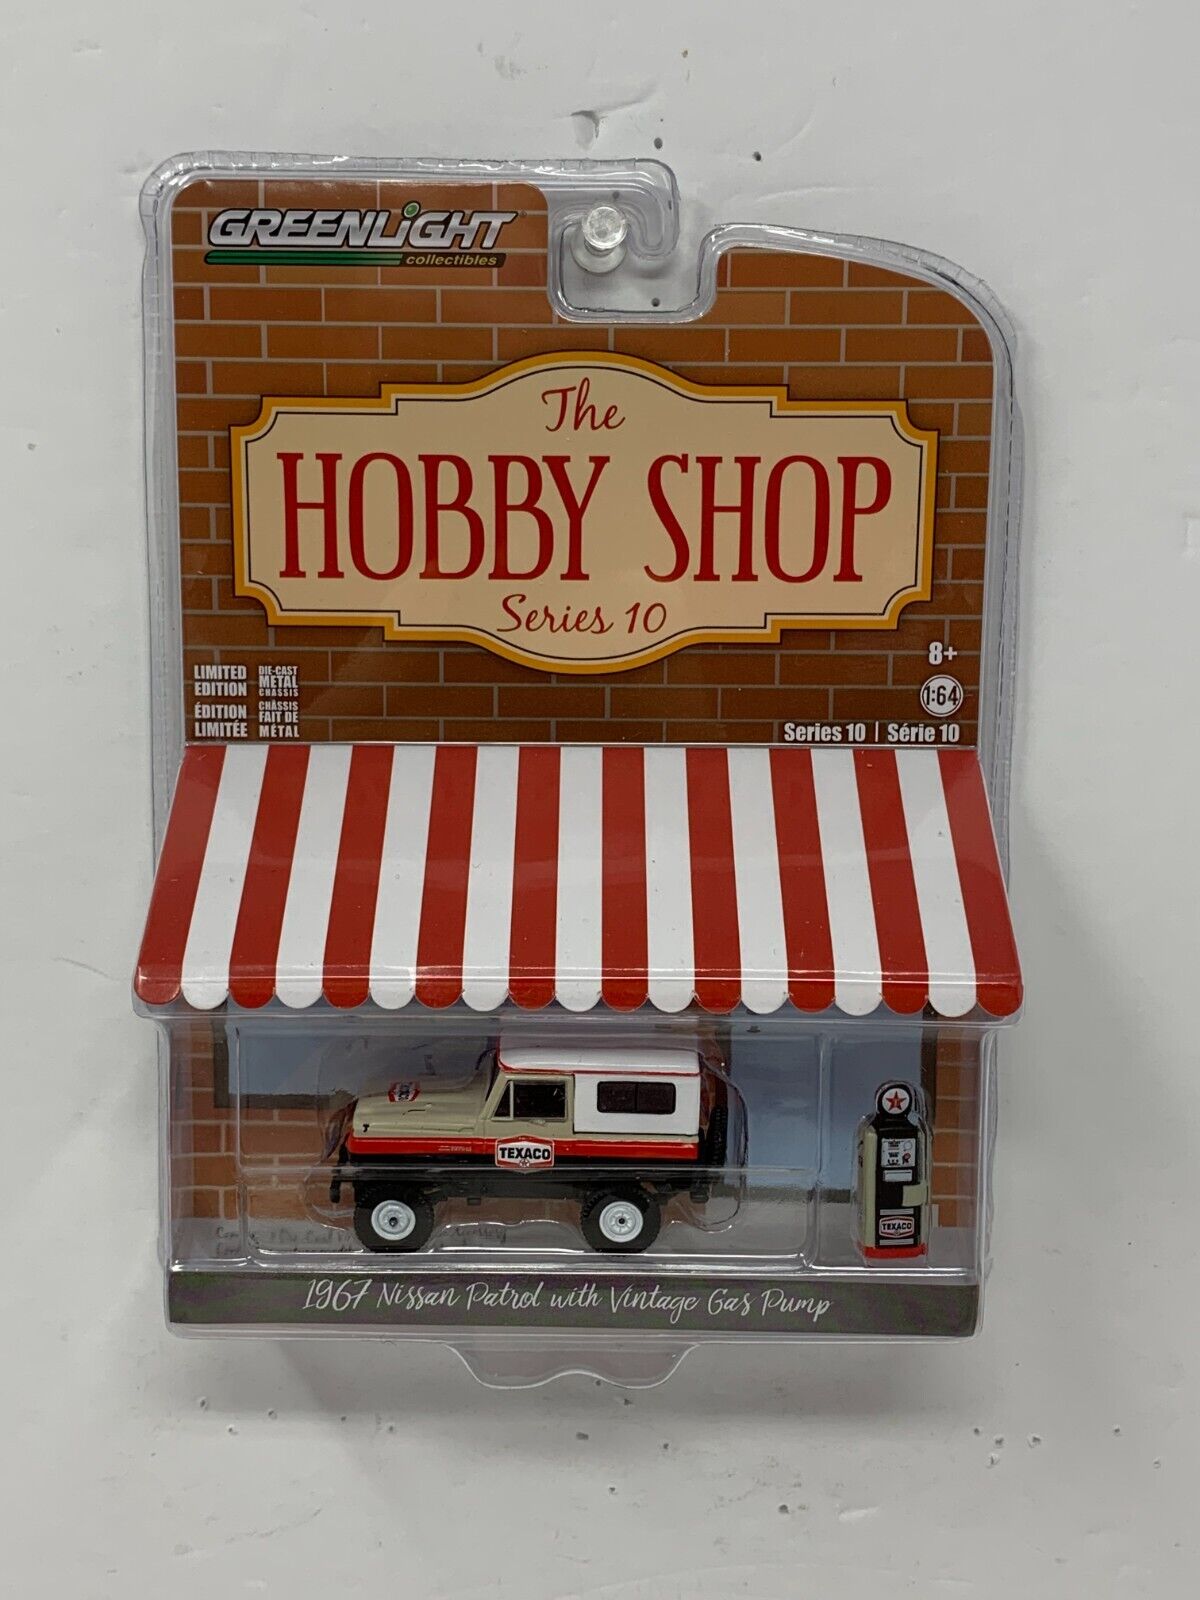 GREENLiGHT
collectibles
The
HOBBY SHOP
Series 10
8+
1:64
LIMITED EDITION
DIE-CAST METAL CHASSIS
ÉDITION LIMITÉE
CHÂSSIS FAIT DE MÉTAL
Series 10 | Série 10
TEXACO
TEXACO
1967 Nissan Patrol with Vintage Gas Pump